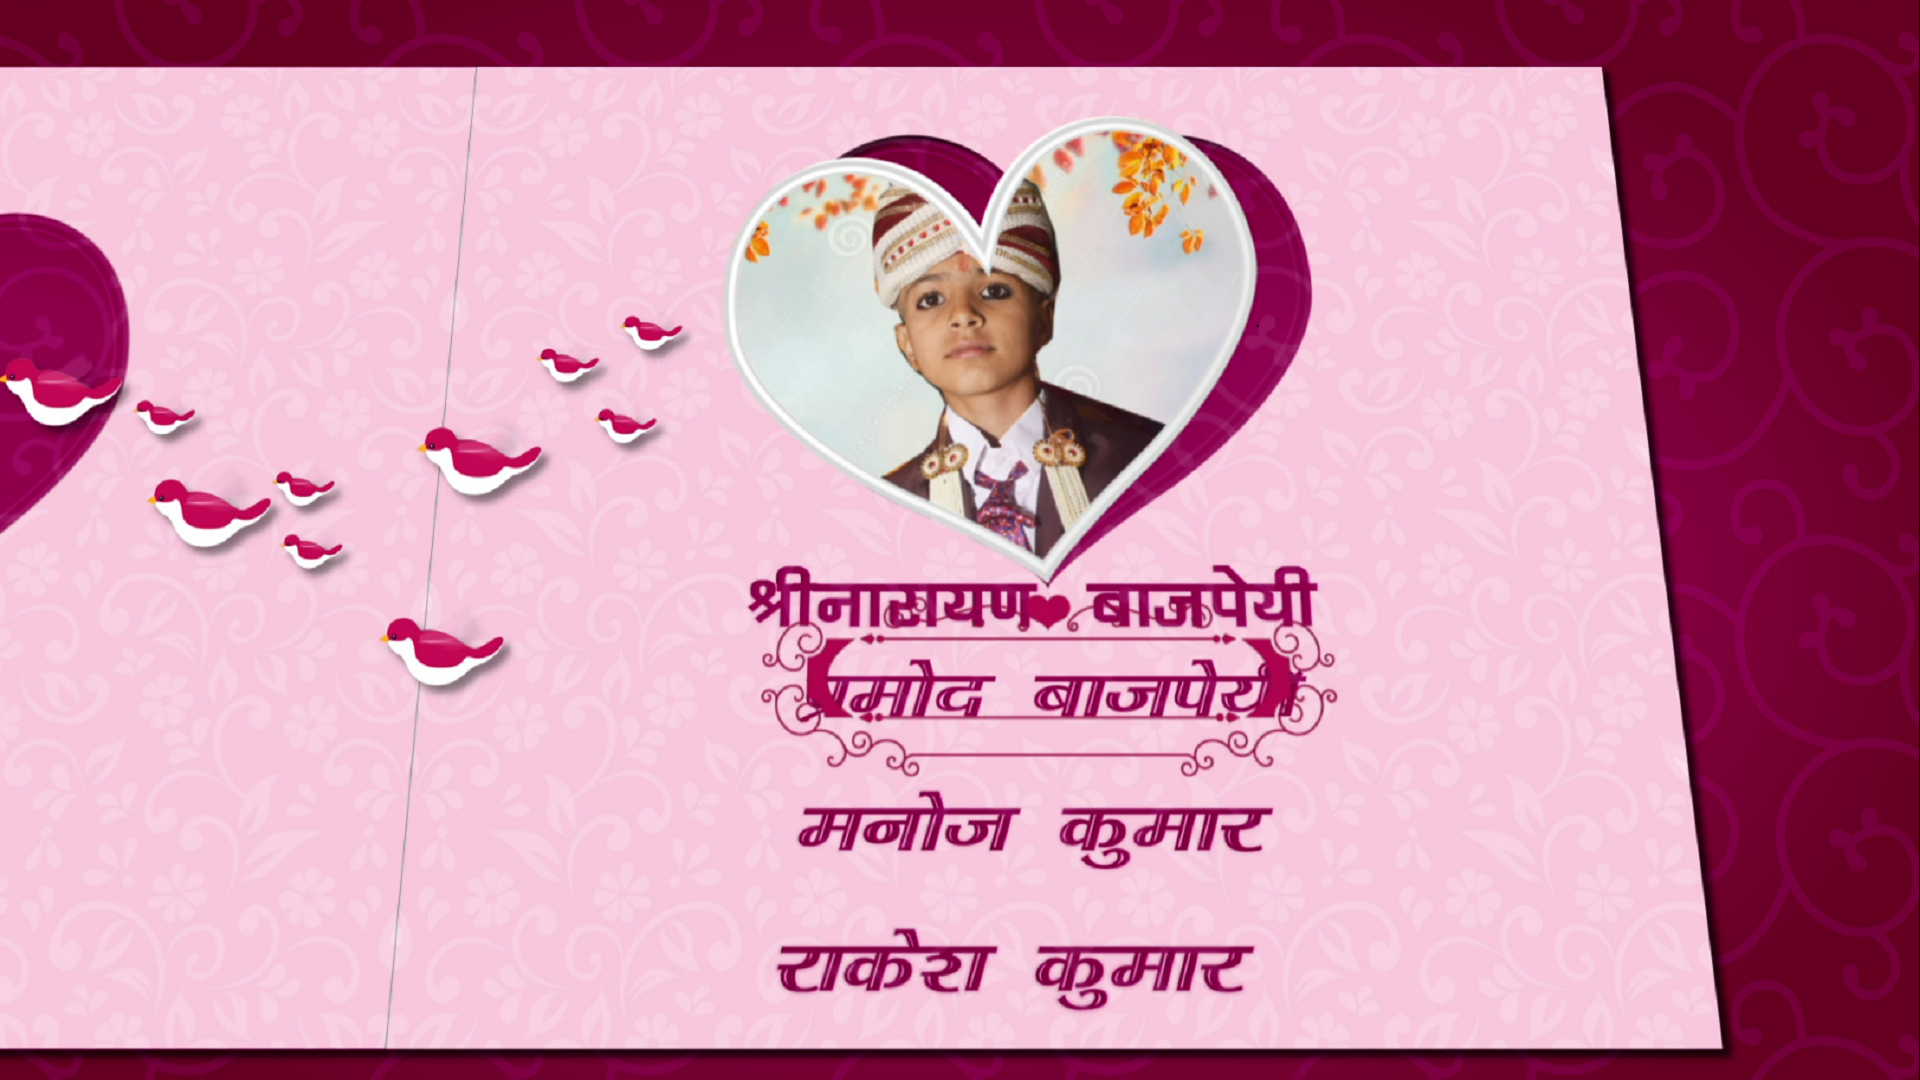 श्रीनारायण बाजपेयी
प्रमोद बाजपेयी
मनोज कुमार
राकेश कुमार